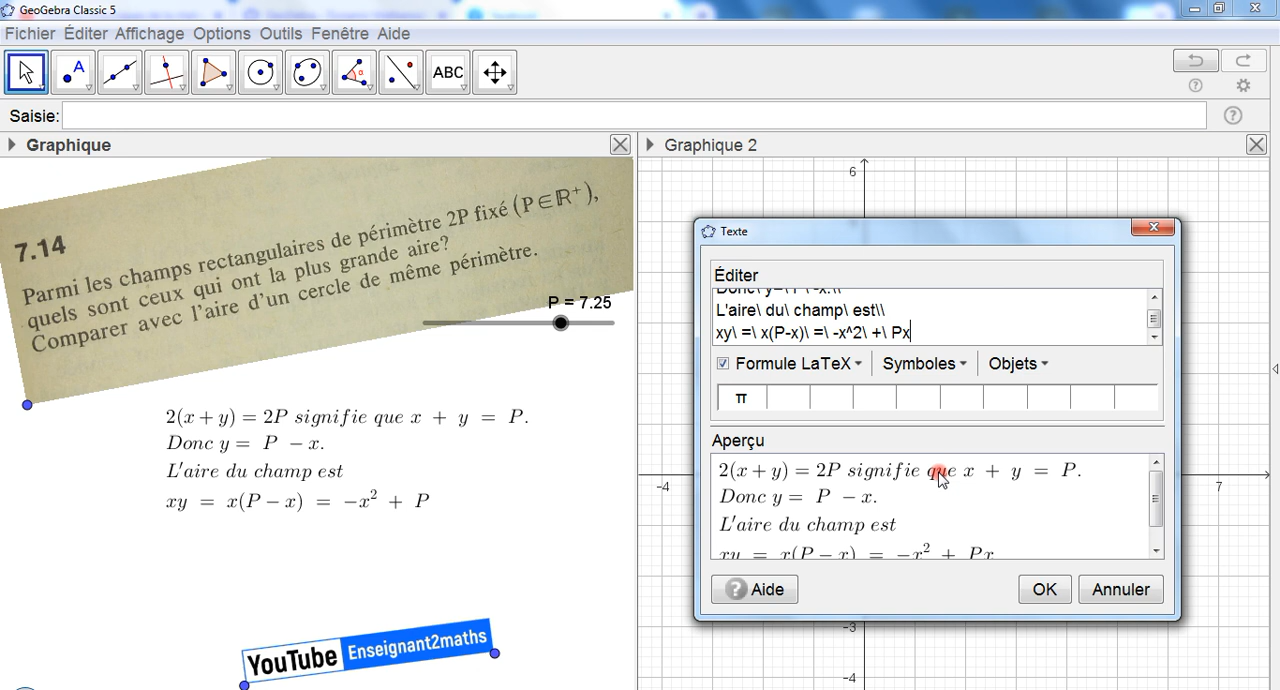 GeoGebra Classic 5
Fichier Éditer Affichage Options Outils Fenêtre Aide
A
α
ABC
Saisie:
Graphique
Graphique 2
7.14
Parmi les champs rectangulaires de périmètre 2P fixé (P∈ℝ⁺),
quels sont ceux qui ont la plus grande aire?
Comparer avec l'aire d'un cercle de même périmètre.
P = 7.25
2(x + y) = 2P signifie que x + y = P.
Donc y = P − x.
L'aire du champ est
xy = x(P − x) = −x² + P
YouTube Enseignant2maths
6
-4
7
-3
-4
Texte
Éditer
Donc\ y=\ P\ -x.\\
L'aire\ du\ champ\ est\\
xy\ =\ x(P-x)\ =\ -x^2\ +\ Px
Formule LaTeX
Symboles
Objets
π
Aperçu
2(x + y) = 2P signifie que x + y = P.
Donc y = P − x.
L'aire du champ est
xy = x(P − x) = −x² + Px
Aide
OK
Annuler